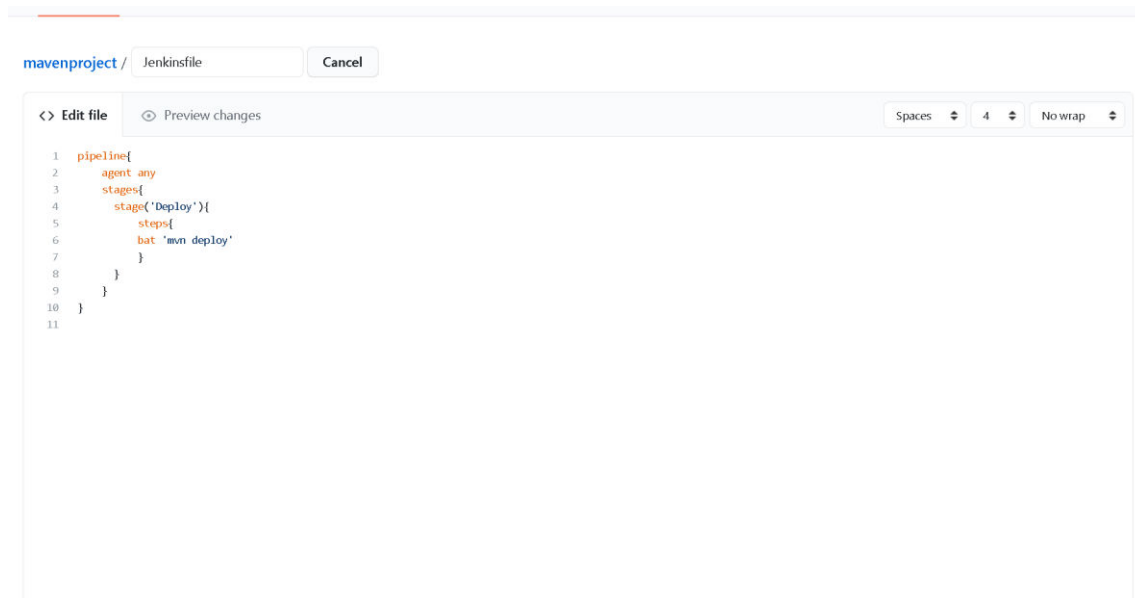 mavenproject / Jenkinsfile Cancel
<> Edit file Preview changes Spaces 4 No wrap
1 pipeline{
2     agent any
3     stages{
4       stage('Deploy'){
5           steps{
6           bat 'mvn deploy'
7           }
8       }
9     }
10 }
11